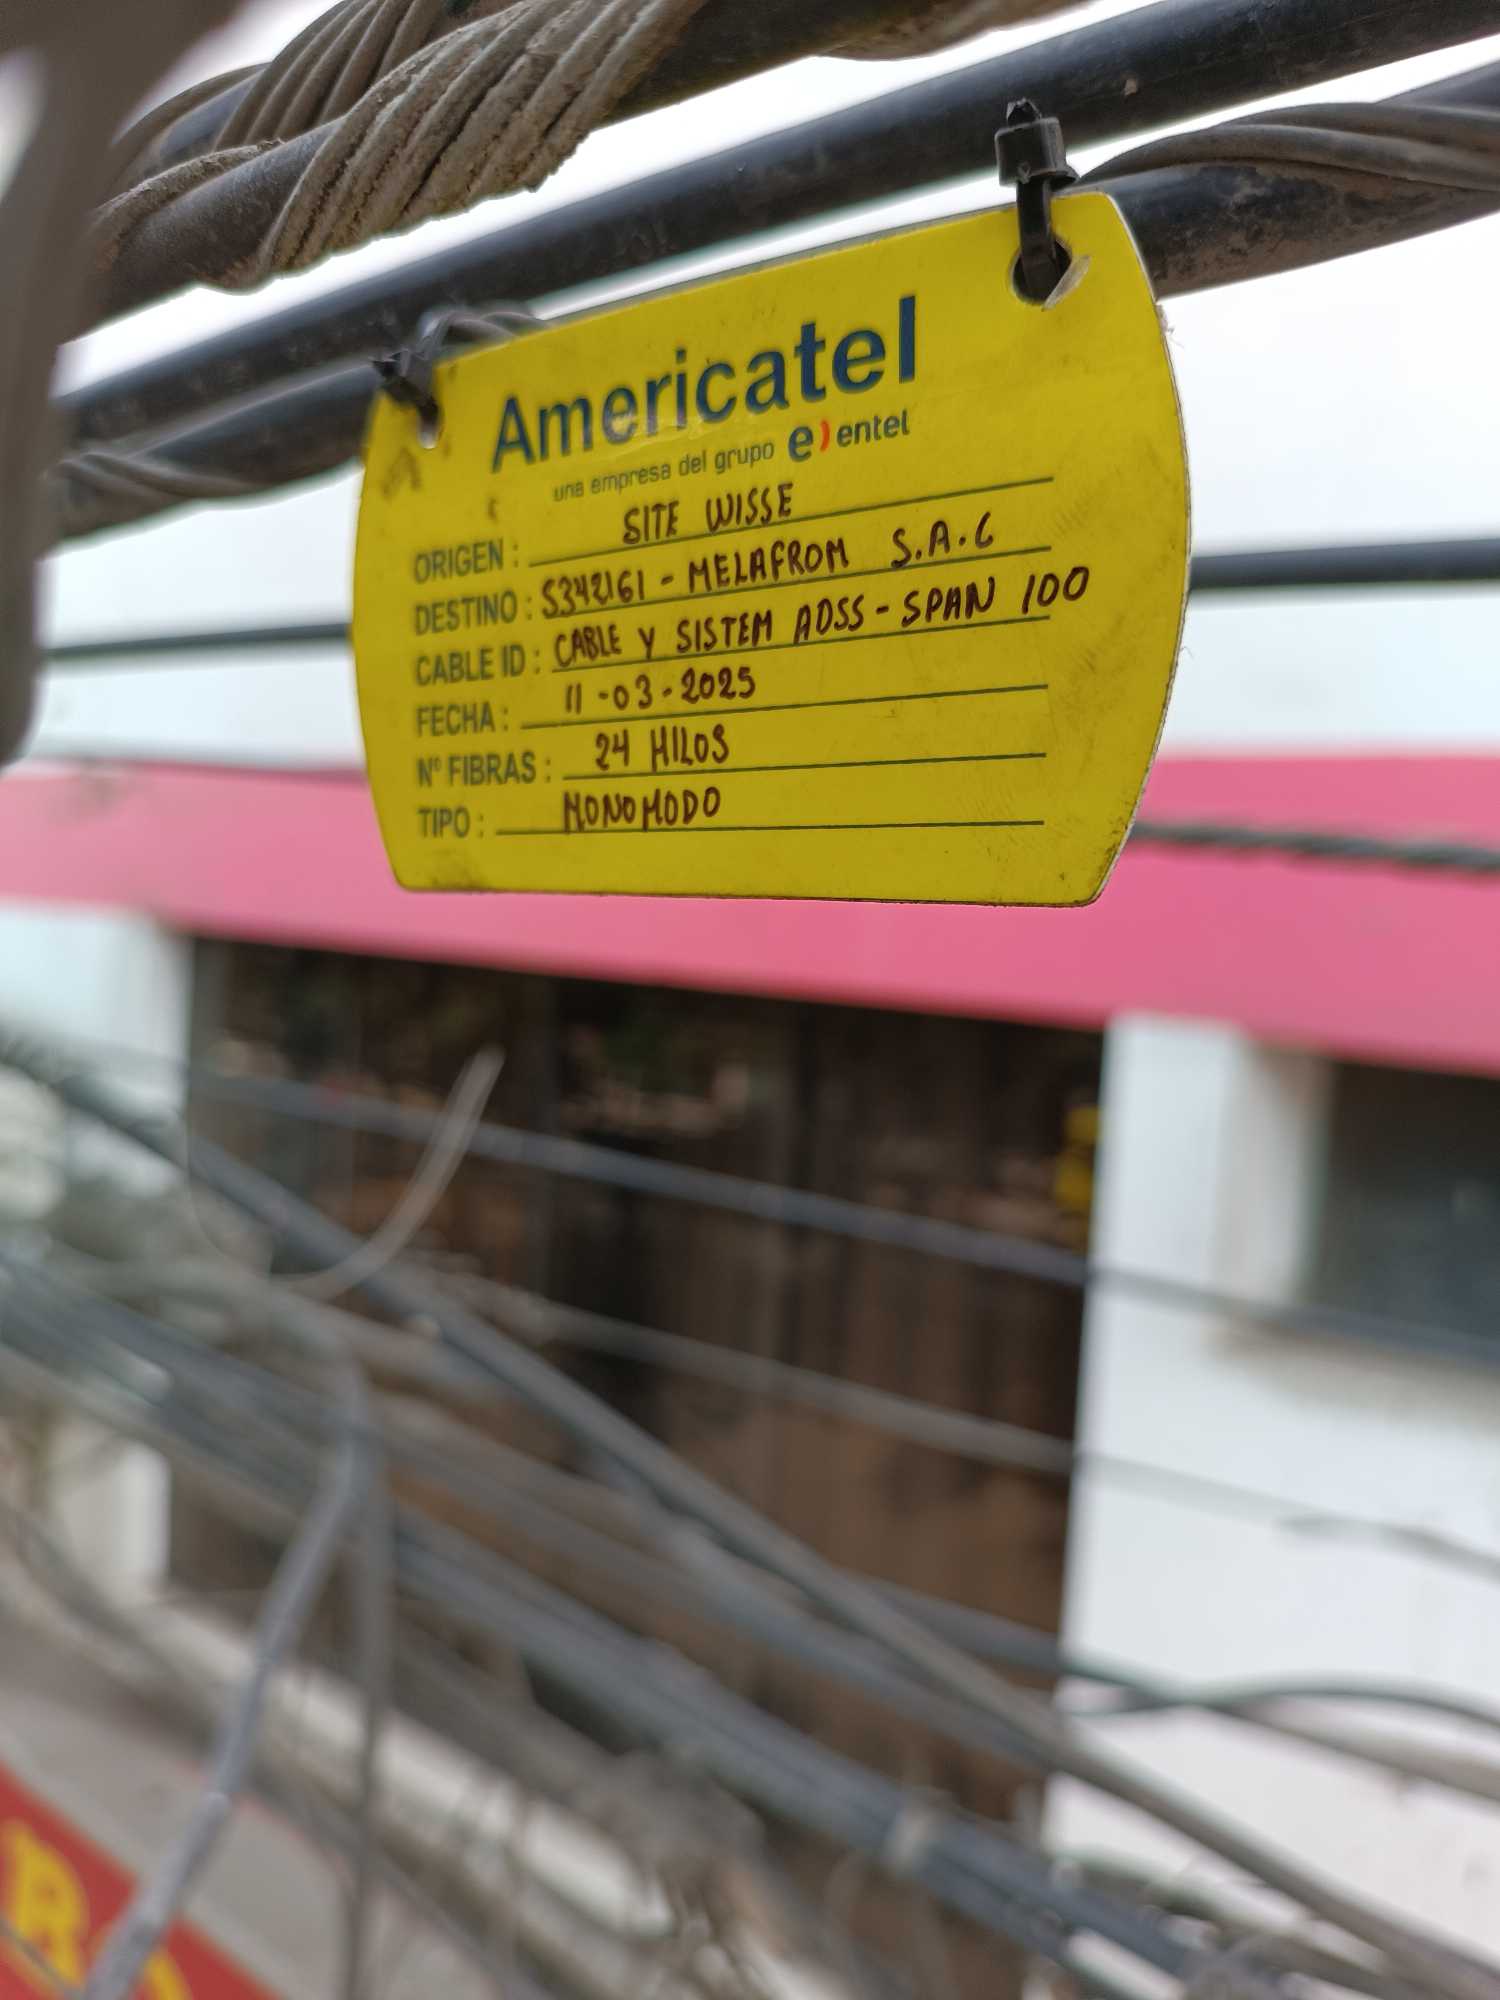 Americatel
una empresa del grupo e) entel
ORIGEN : SITE WISSE
DESTINO : S342161 - MELAFROM S.A.C
CABLE ID : CABLE Y SISTEM ADSS - SPAN 100
FECHA : 11 - 03 - 2025
Nº FIBRAS : 24 HILOS
TIPO : MONOMODO